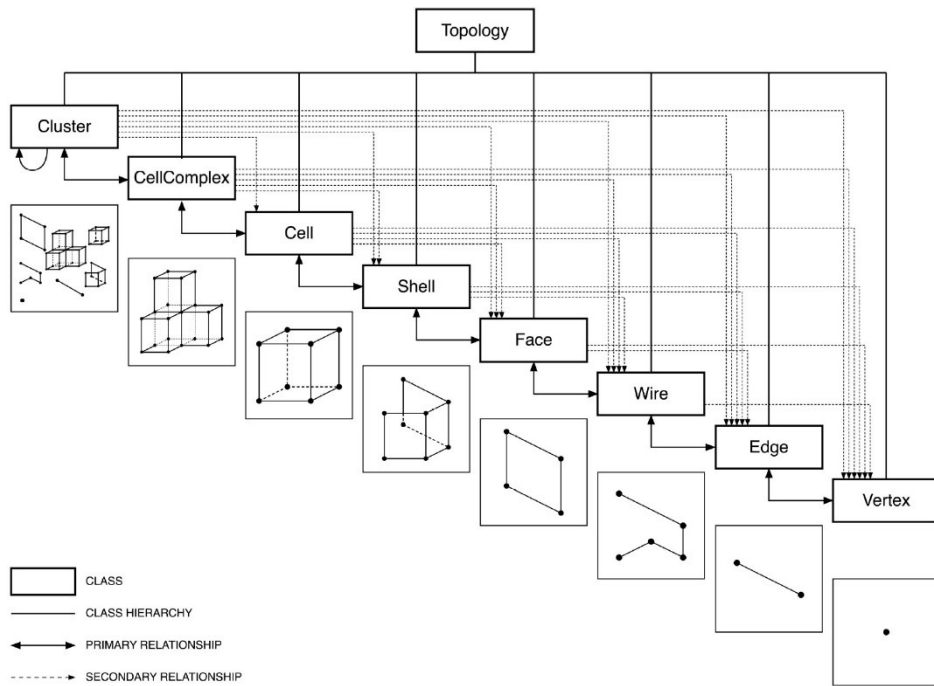 Topology
Cluster
CellComplex
Cell
Shell
Face
Wire
Edge
Vertex
CLASS
CLASS HIERARCHY
PRIMARY RELATIONSHIP
SECONDARY RELATIONSHIP